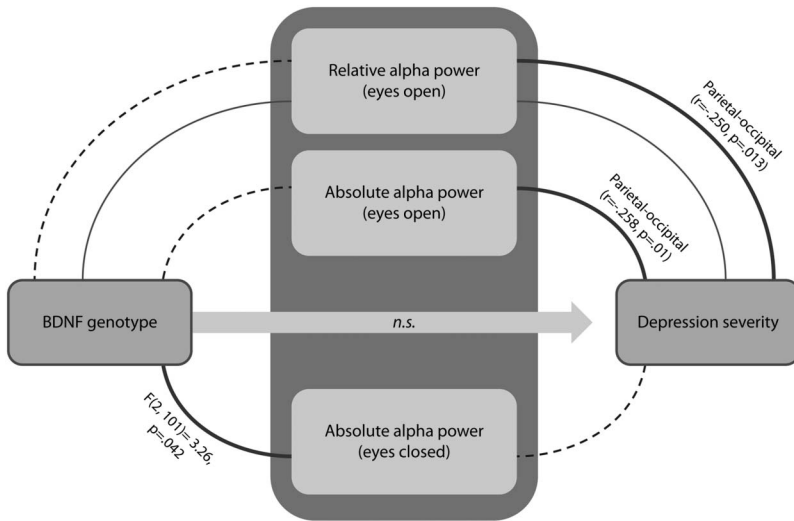 Relative alpha power
(eyes open)
Parietal-occipital
(r=-.250, p=.013)
Absolute alpha power
(eyes open)
Parietal-occipital
(r=-.258, p=.01)
BDNF genotype
n.s.
Depression severity
F(2, 101)= 3.26,
p=.042
Absolute alpha power
(eyes closed)